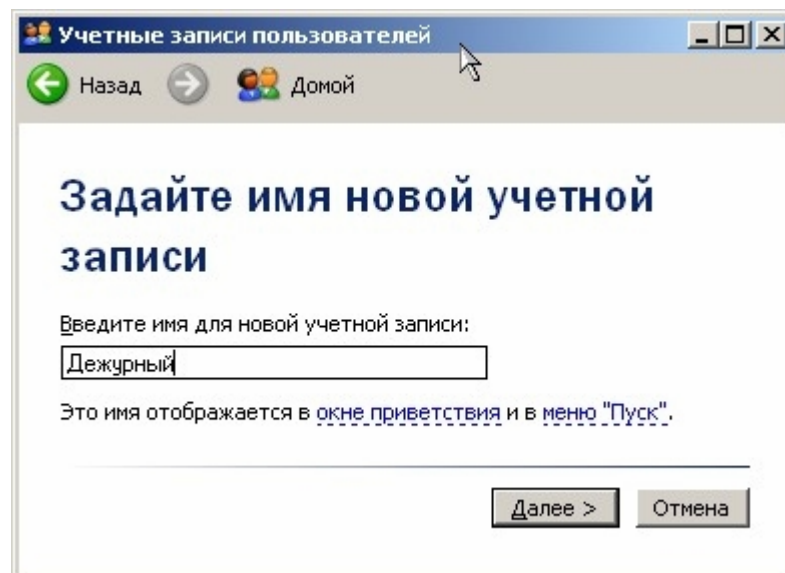 Учетные записи пользователей
Назад Домой
Задайте имя новой учетной
записи
Введите имя для новой учетной записи:
Дежурный
Это имя отображается в окне приветствия и в меню "Пуск".
Далее > Отмена